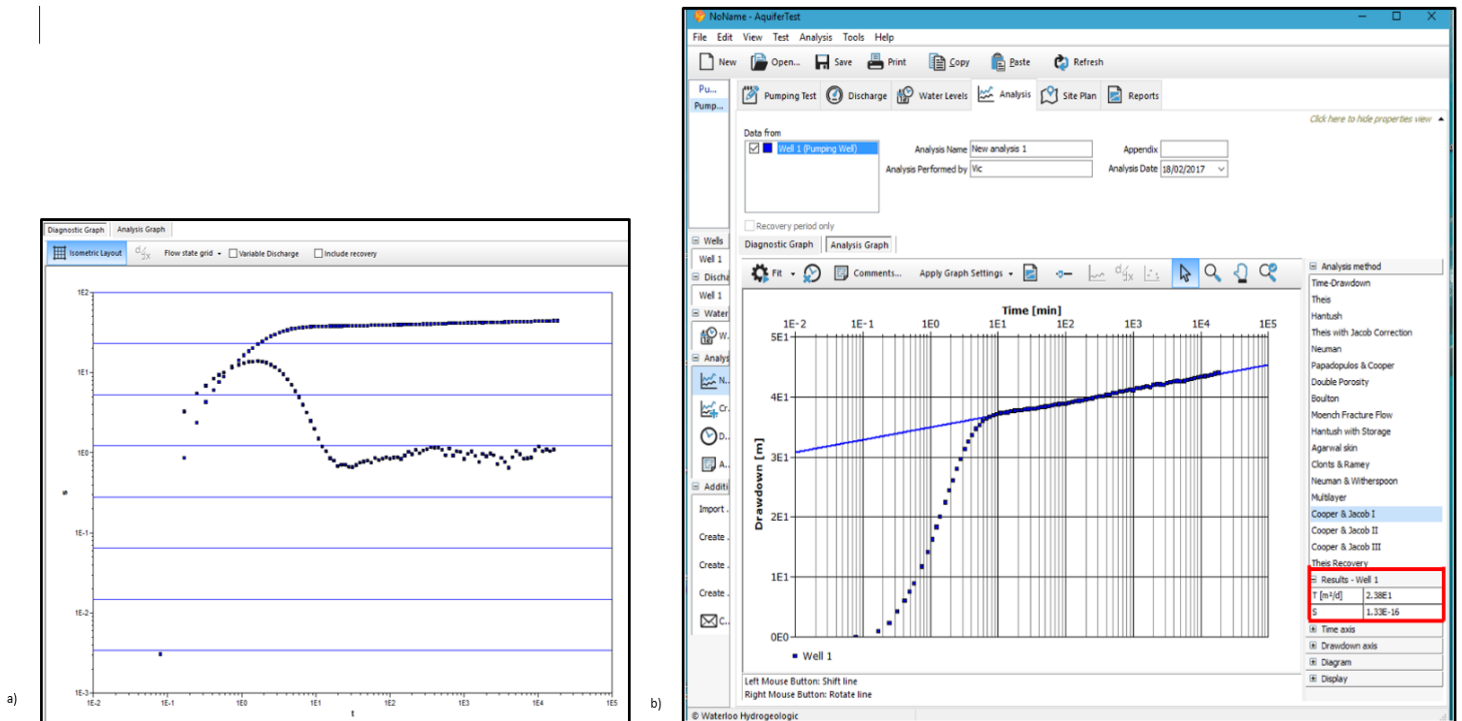 Diagnostic Graph Analysis Graph
Isometric Layout Flow state grid Variable Discharge Include recovery
1E2
1E1
1E0
s
1E-1
1E-2
1E-3
1E-2 1E-1 1E0 1E1 1E2 1E3 1E4 1E5
t
a)
NoName - AquiferTest
File Edit View Test Analysis Tools Help
New Open... Save Print Copy Paste Refresh
Pu...
Pump...
Pumping Test Discharge Water Levels Analysis Site Plan Reports
Click here to hide properties view
Data from
Well 1 (Pumping Well)
Analysis Name New analysis 1 Appendix
Analysis Performed by Vic Analysis Date 18/02/2017
Recovery period only
Diagnostic Graph Analysis Graph
Wells
Well 1
Discha
Well 1
Water
W..
Analys
N..
Cr..
D..
A..
Additi
Import .
Create .
Create .
Create .
C..
Fit Comments... Apply Graph Settings
Time [min]
1E-2 1E-1 1E0 1E1 1E2 1E3 1E4 1E5
5E1
4E1
3E1
2E1
1E1
0E0
Drawdown [m]
Well 1
Left Mouse Button: Shift line
Right Mouse Button: Rotate line
Analysis method
Time-Drawdown
Theis
Hantush
Theis with Jacob Correction
Neuman
Papadopulos & Cooper
Double Porosity
Boulton
Moench Fracture Flow
Hantush with Storage
Agarwal skin
Clonts & Ramey
Neuman & Witherspoon
Multilayer
Cooper & Jacob I
Cooper & Jacob II
Cooper & Jacob III
Theis Recovery
Results - Well 1
T [m²/d] 2.38E1
S 1.33E-16
Time axis
Drawdown axis
Diagram
Display
© Waterloo Hydrogeologic
b)